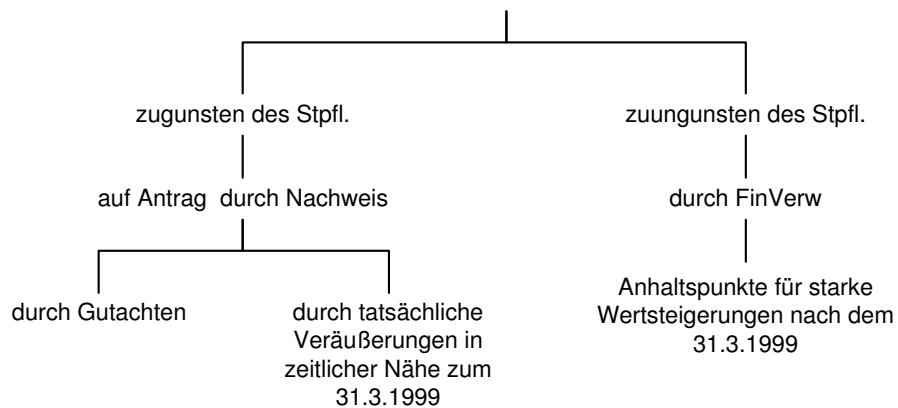 zugunsten des Stpfl.
zuungunsten des Stpfl.
auf Antrag durch Nachweis
durch FinVerw
durch Gutachten
durch tatsächliche
Veräußerungen in
zeitlicher Nähe zum
31.3.1999
Anhaltspunkte für starke
Wertsteigerungen nach dem
31.3.1999